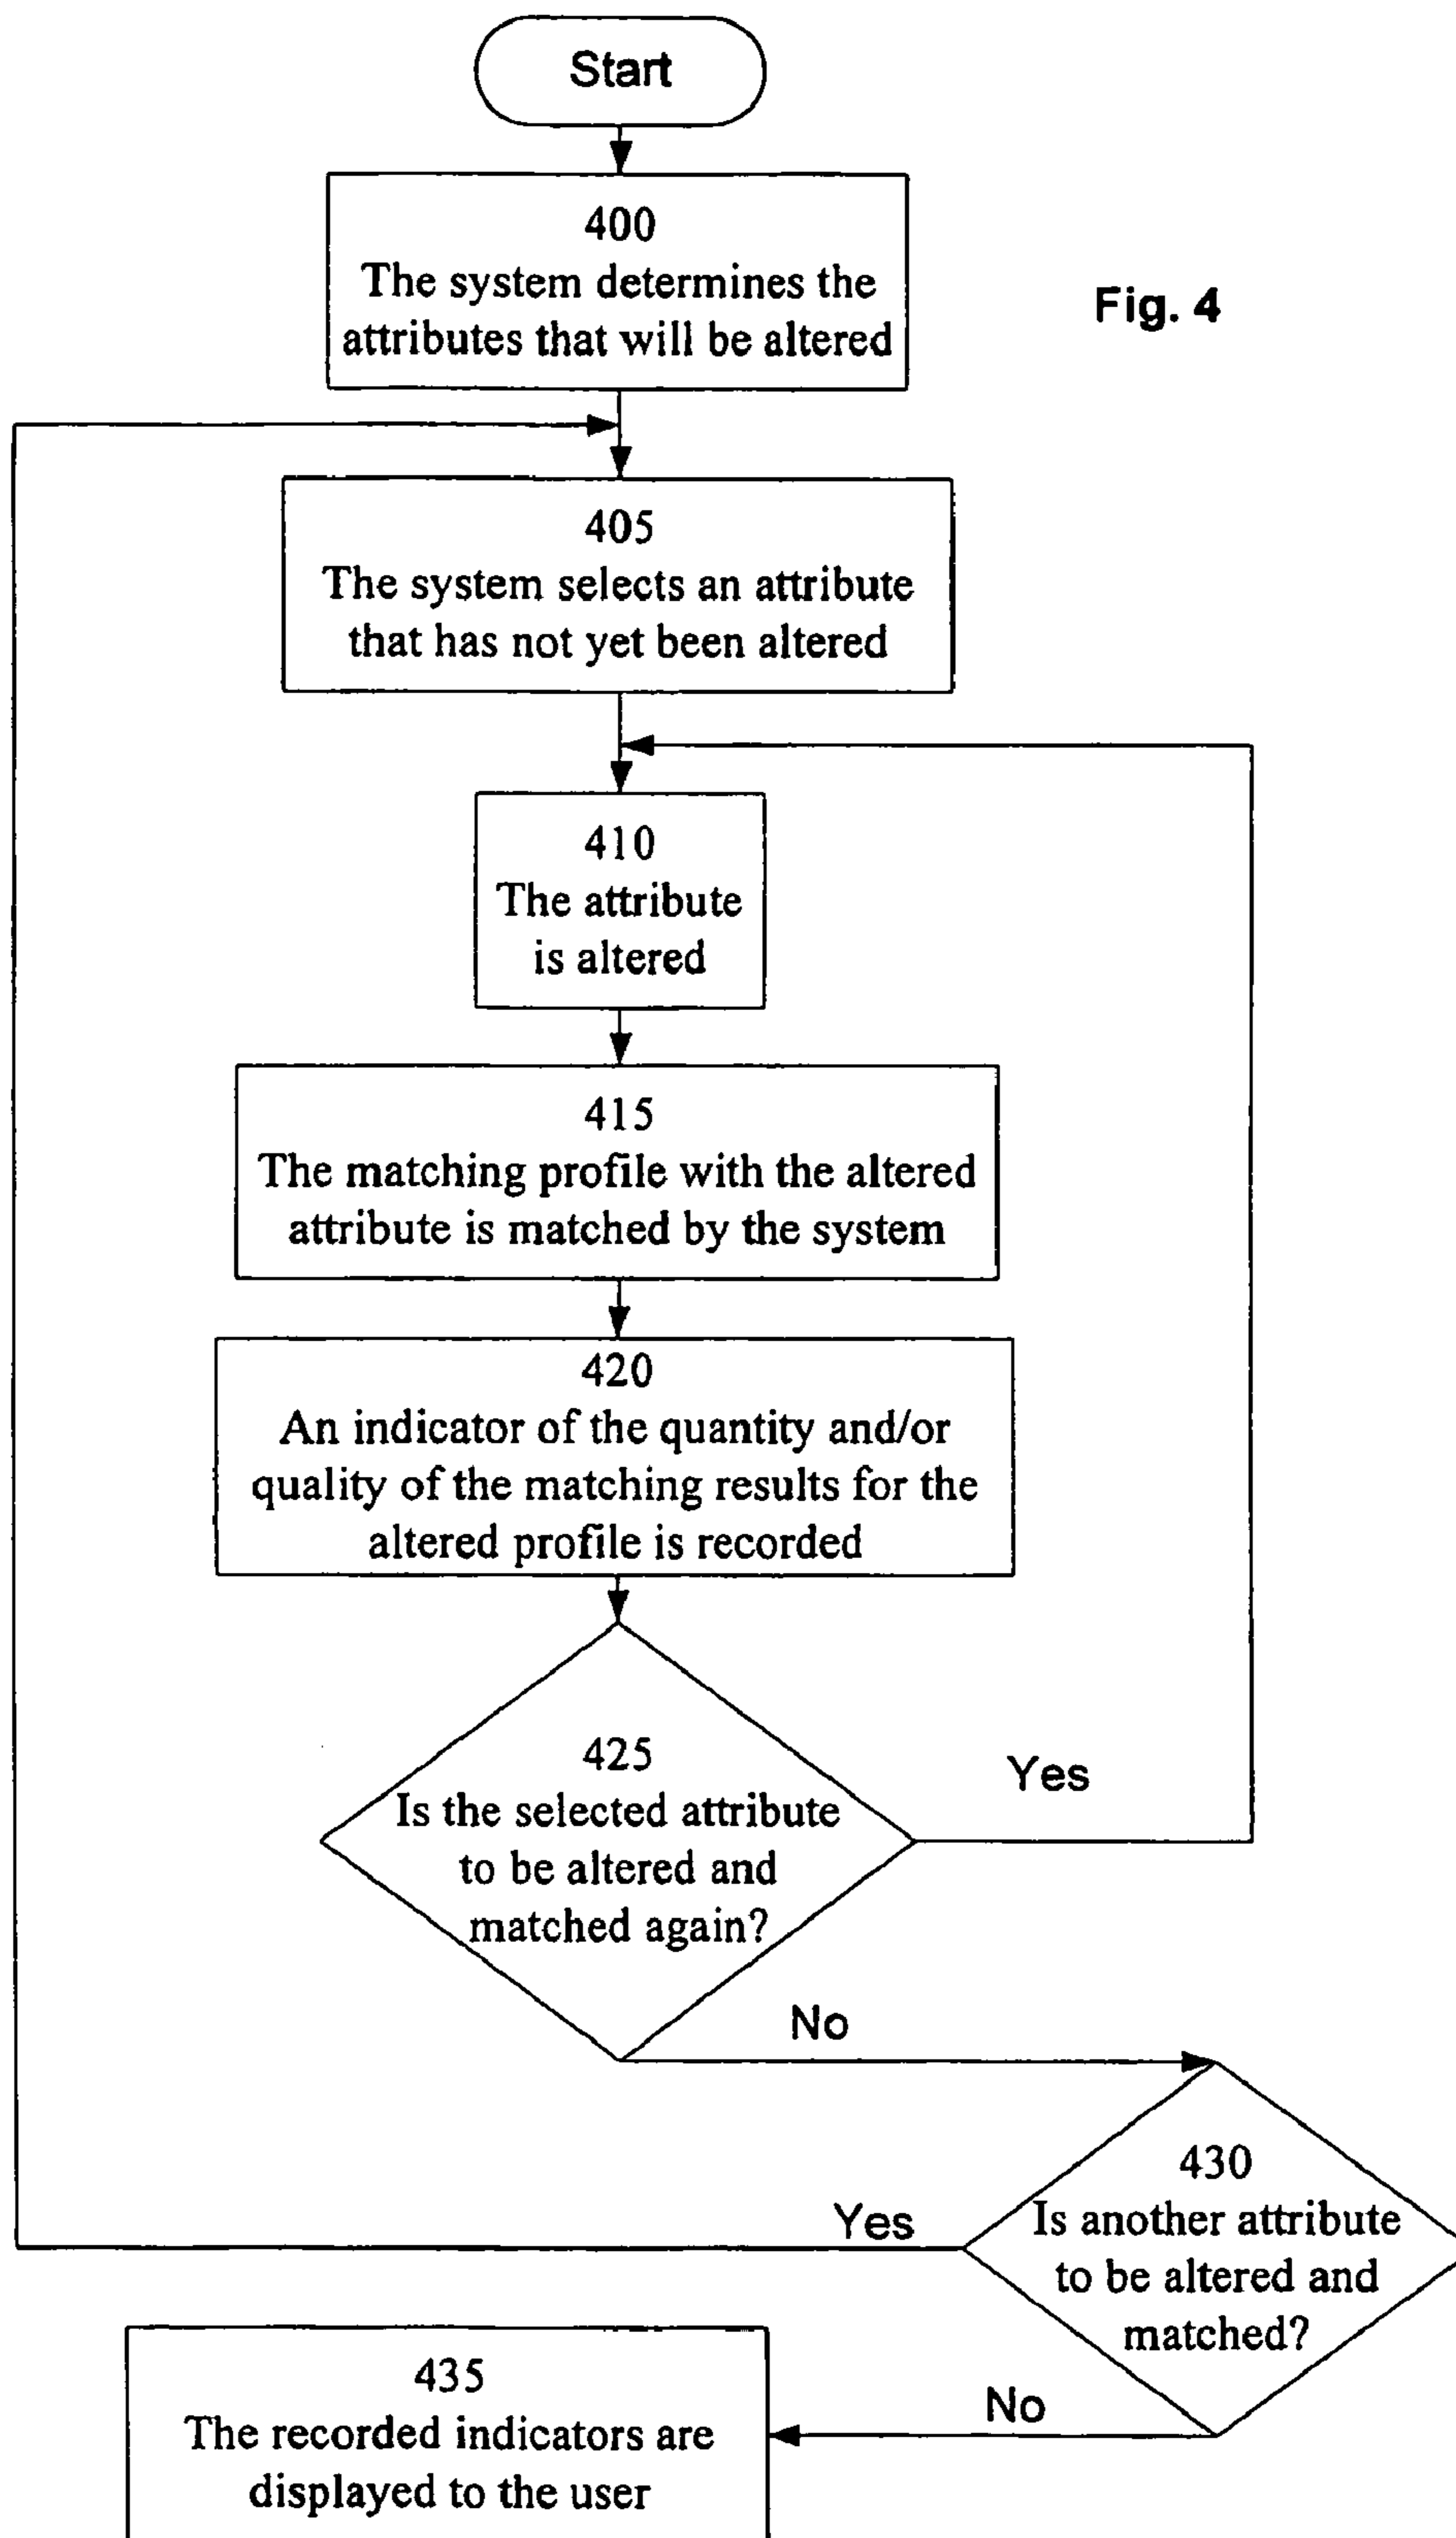 Start
400
The system determines the
attributes that will be altered
Fig. 4
405
The system selects an attribute
that has not yet been altered
410
The attribute
is altered
415
The matching profile with the altered
attribute is matched by the system
420
An indicator of the quantity and/or
quality of the matching results for the
altered profile is recorded
425
Is the selected attribute
to be altered and
matched again?
Yes
No
430
Is another attribute
to be altered and
matched?
Yes
No
435
The recorded indicators are
displayed to the user